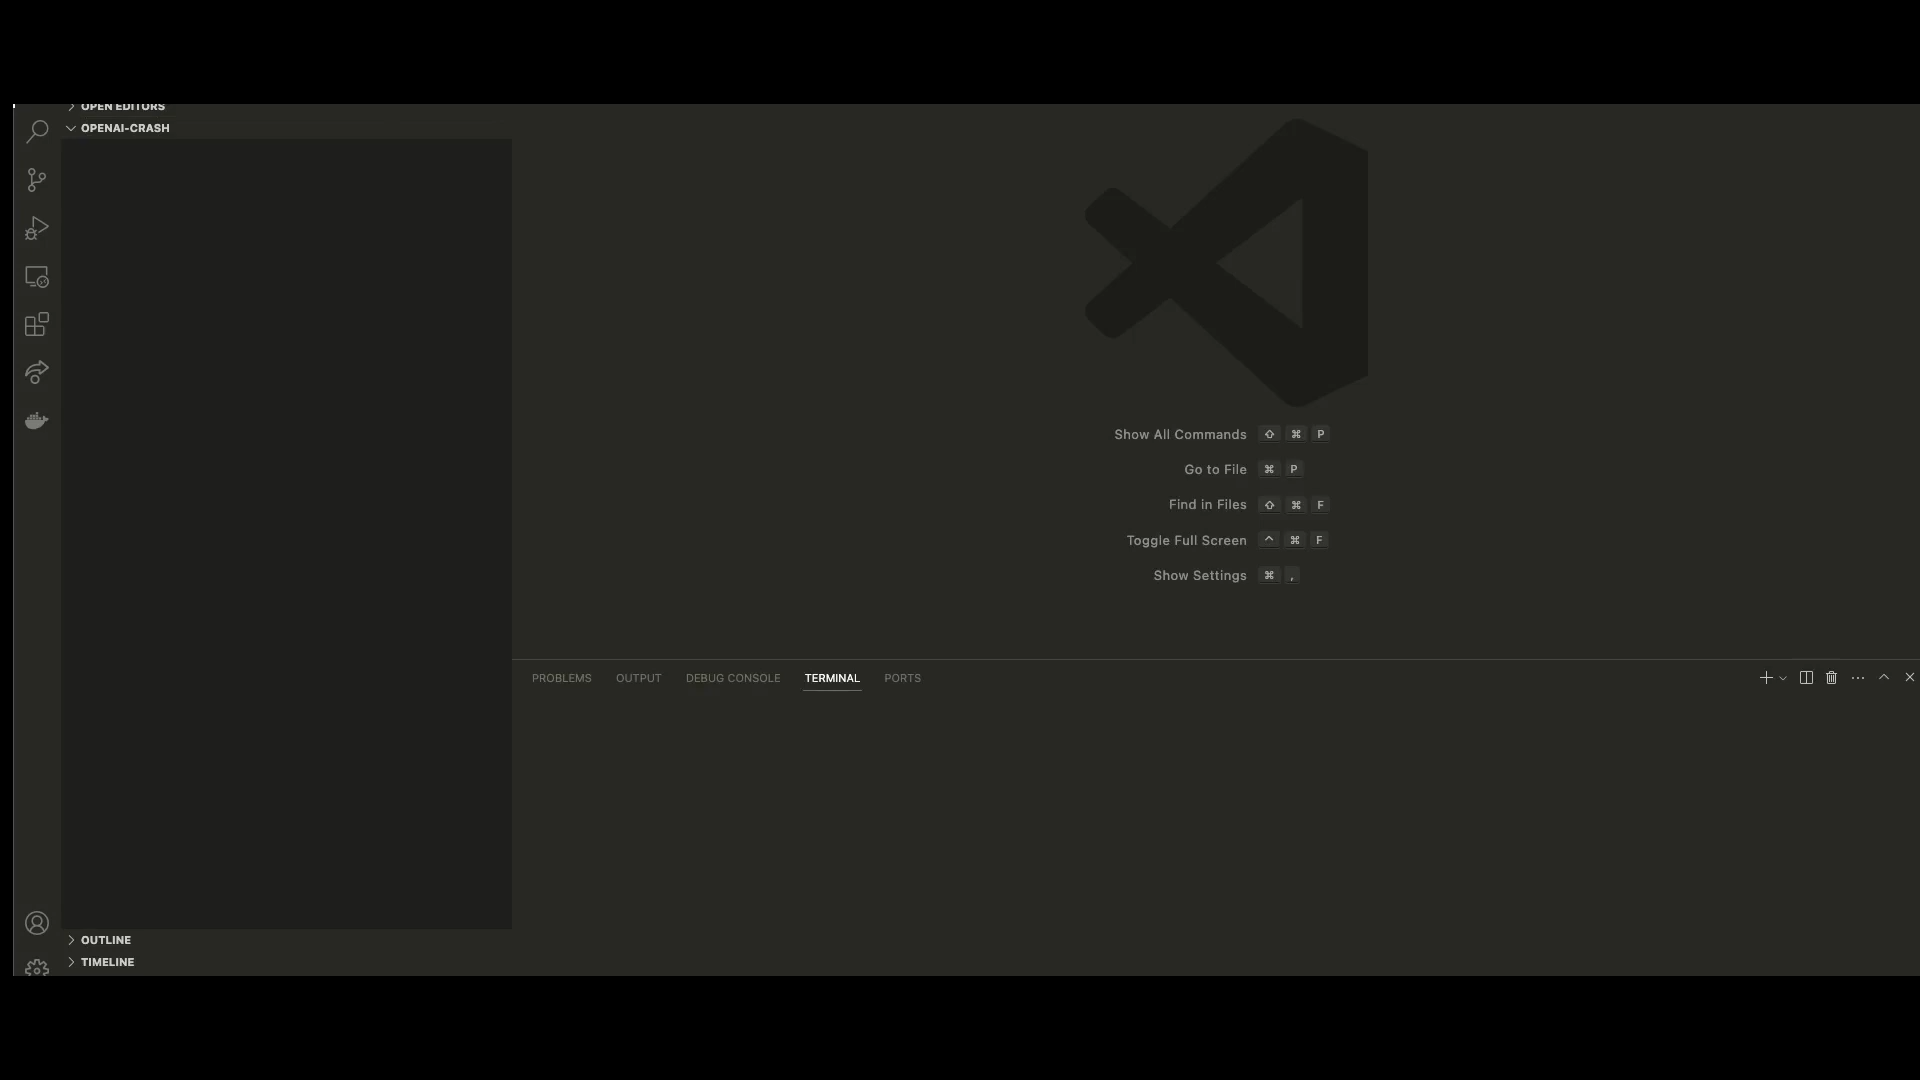 OPEN EDITORS
OPENAI-CRASH
Show All Commands ⇧ ⌘ P
Go to File ⌘ P
Find in Files ⇧ ⌘ F
Toggle Full Screen ^ ⌘ F
Show Settings ⌘ ,
PROBLEMS OUTPUT DEBUG CONSOLE TERMINAL PORTS
OUTLINE
TIMELINE